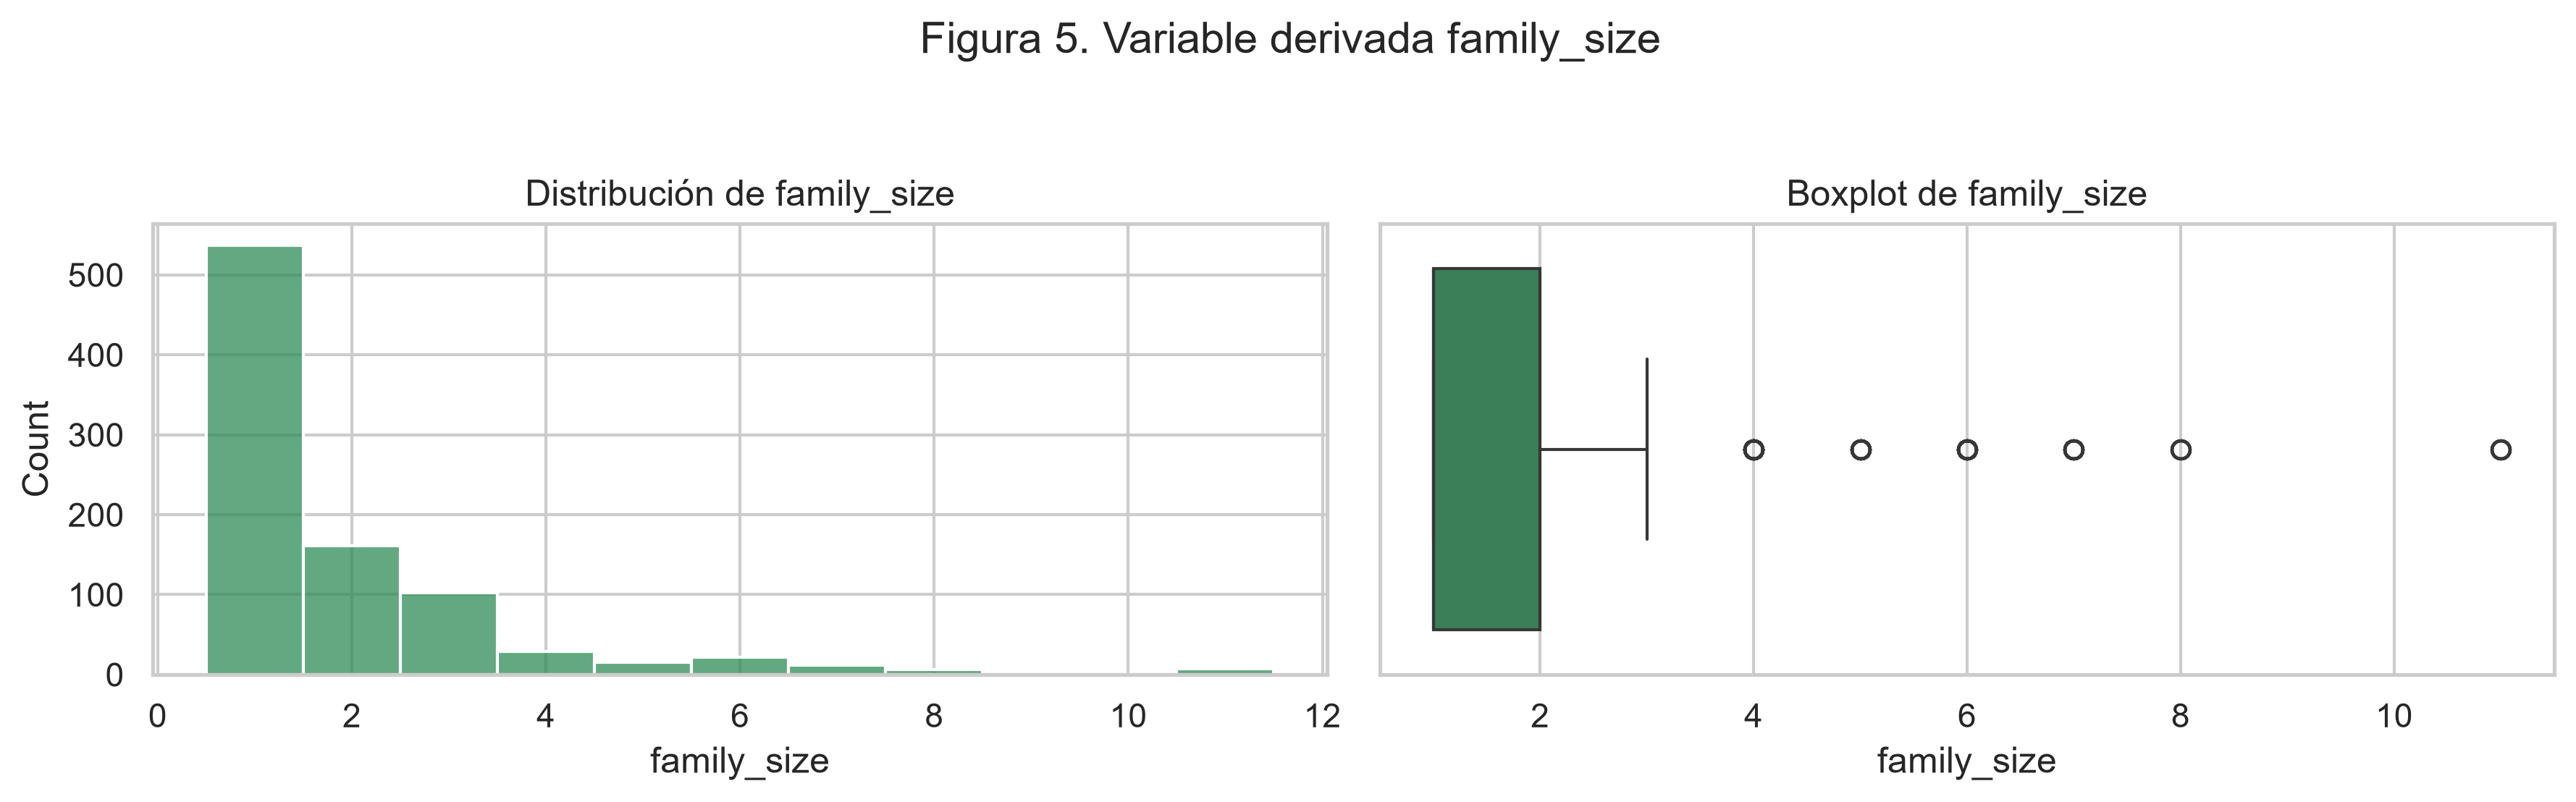 Figura 5. Variable derivada family_size
Distribución de family_size
500
400
300
200
100
0
Count
0 2 4 6 8 10 12
family_size
Boxplot de family_size
2 4 6 8 10
family_size